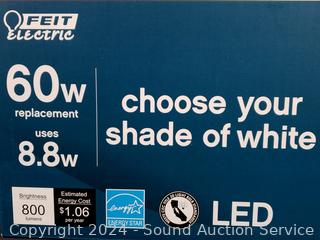 FEIT
Electric
60w
replacement
uses
8.8w
choose your
shade of white
Brightness
800
lumens
Estimated
Energy Cost
$1.06
per year
energy
ENERGY STAR
LED
Copyright 2024 - Sound Auction Service